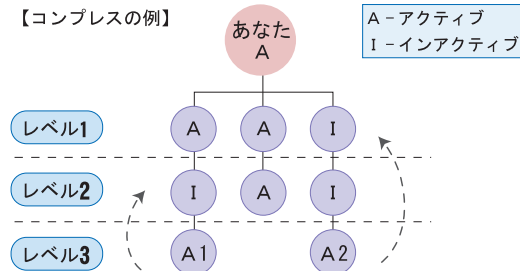 【コンプレスの例】
あなた
A
A－アクティブ
I－インアクティブ
レベル1
A
A
I
レベル2
I
A
I
レベル3
A1
A2